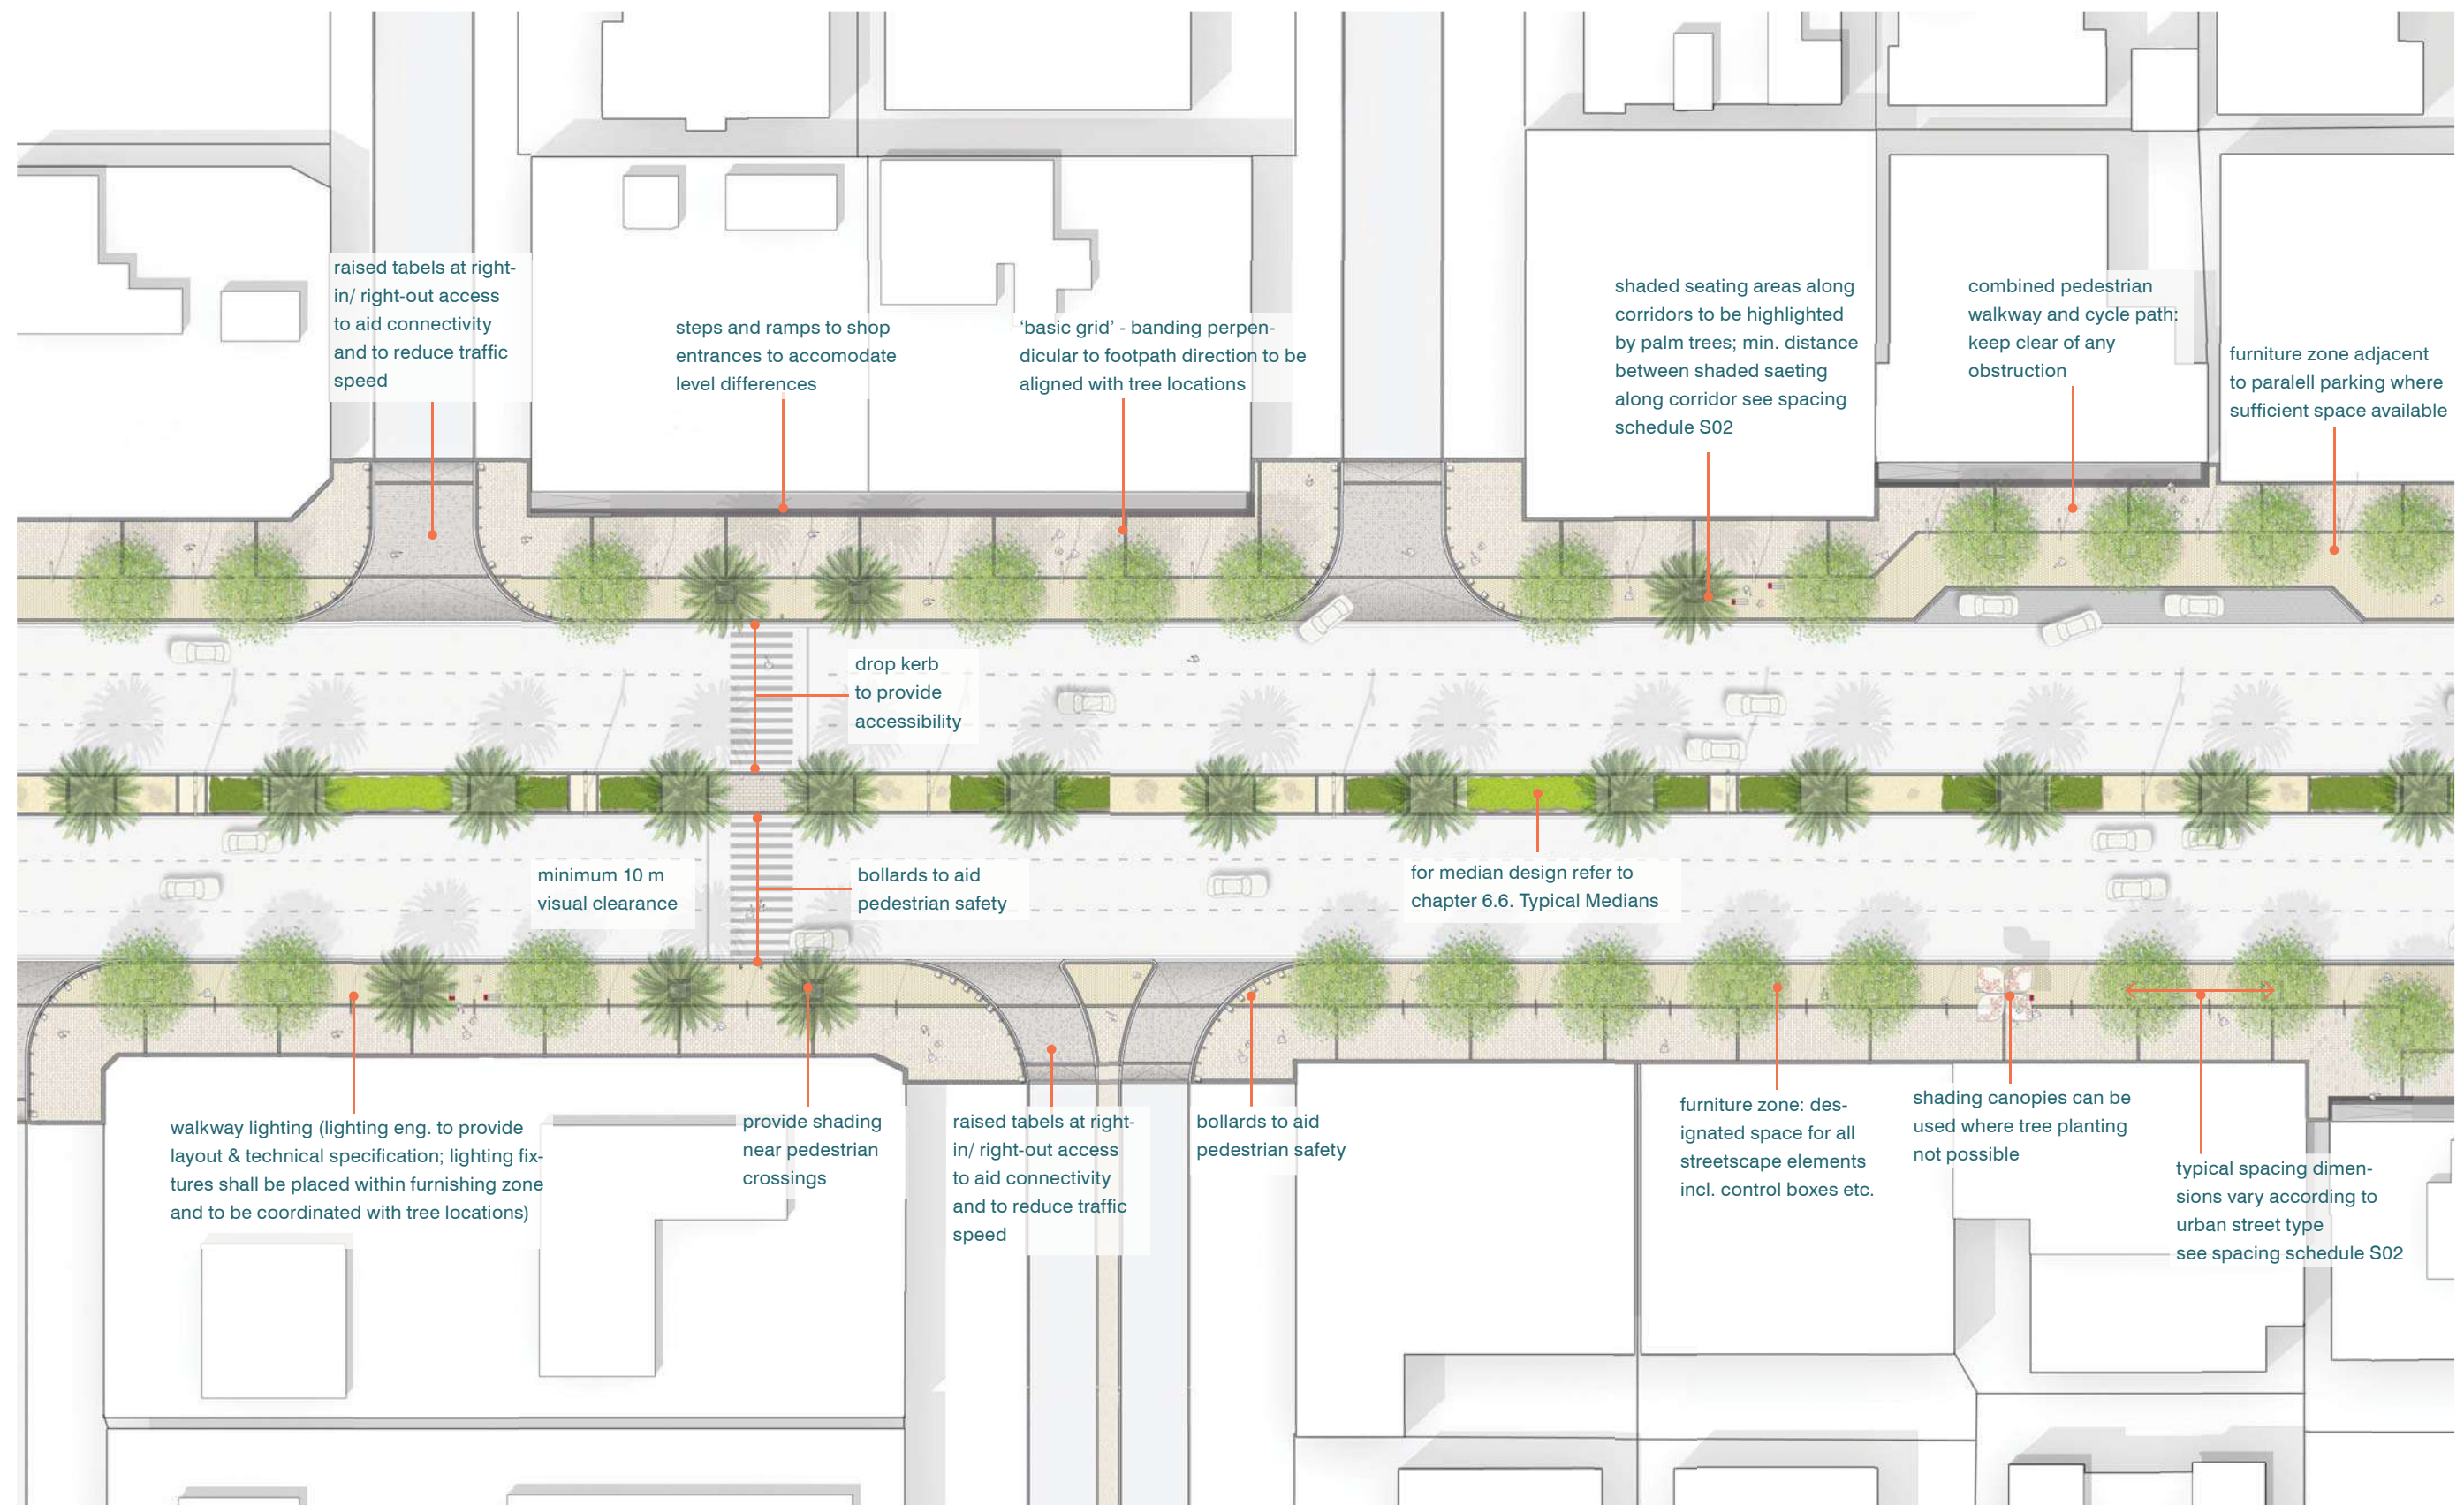 raised tabels at right-
in/ right-out access
to aid connectivity
and to reduce traffic
speed
steps and ramps to shop
entrances to accomodate
level differences
‘basic grid’ - banding perpen-
dicular to footpath direction to be
aligned with tree locations
shaded seating areas along
corridors to be highlighted
by palm trees; min. distance
between shaded saeting
along corridor see spacing
schedule S02
combined pedestrian
walkway and cycle path:
keep clear of any
obstruction
furniture zone adjacent
to paralell parking where
sufficient space available
drop kerb
to provide
accessibility
minimum 10 m
visual clearance
bollards to aid
pedestrian safety
for median design refer to
chapter 6.6. Typical Medians
walkway lighting (lighting eng. to provide
layout & technical specification; lighting fix-
tures shall be placed within furnishing zone
and to be coordinated with tree locations)
provide shading
near pedestrian
crossings
raised tabels at right-
in/ right-out access
to aid connectivity
and to reduce traffic
speed
bollards to aid
pedestrian safety
furniture zone: des-
ignated space for all
streetscape elements
incl. control boxes etc.
shading canopies can be
used where tree planting
not possible
typical spacing dimen-
sions vary according to
urban street type
see spacing schedule S02